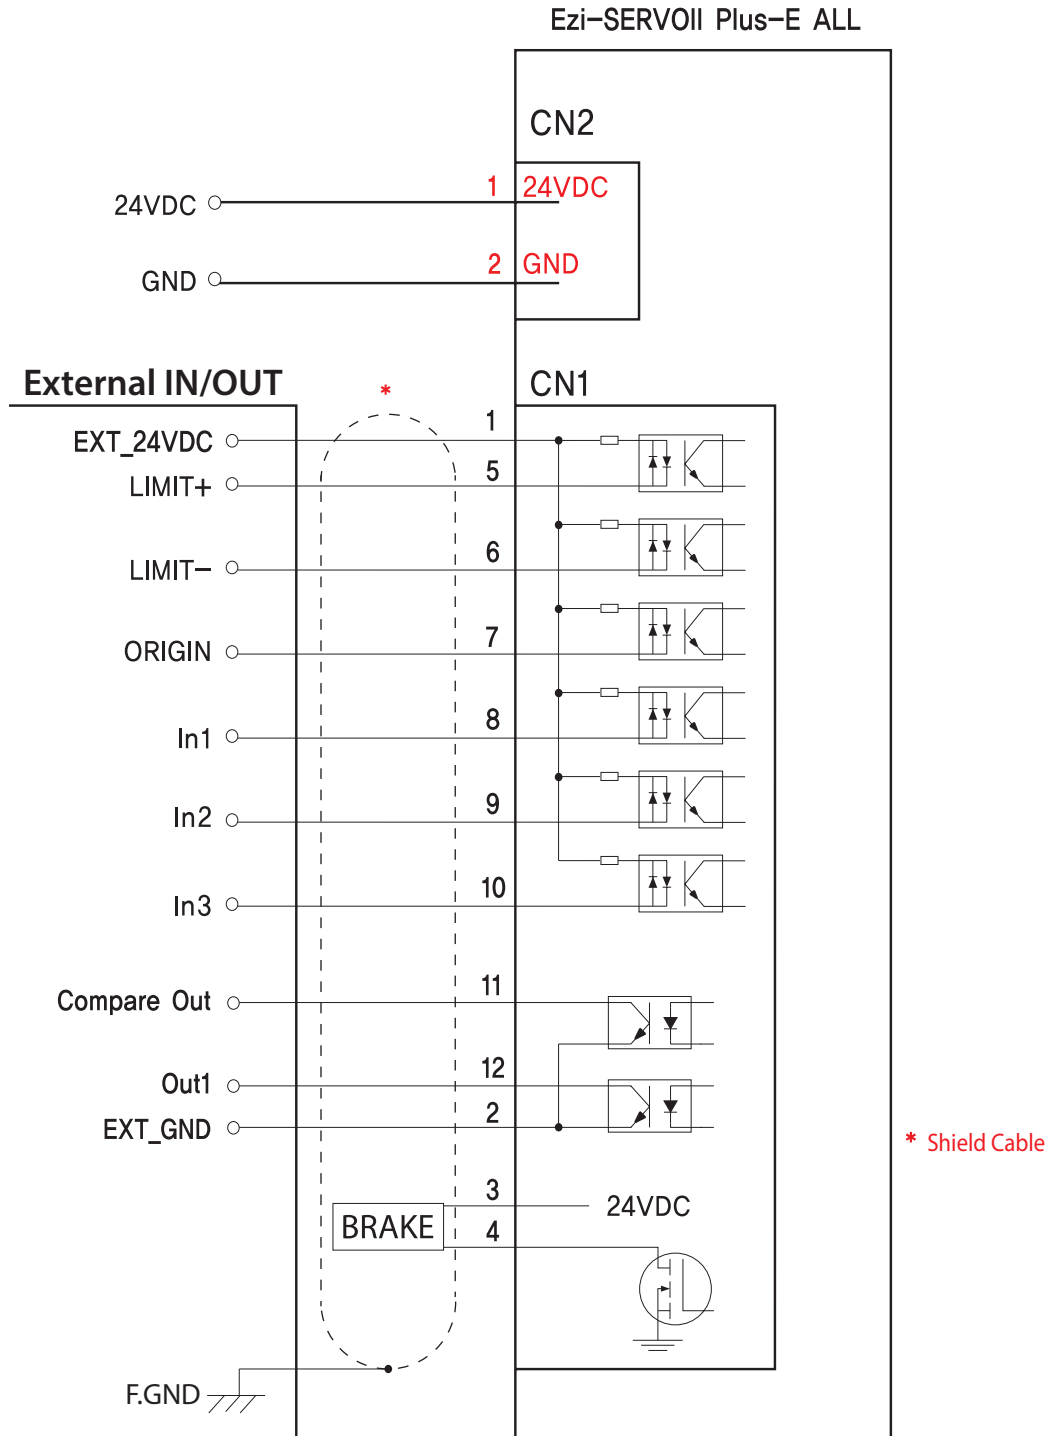 Ezi-SERVOII Plus-E ALL
CN2
24VDC 1 24VDC
GND 2 GND
External IN/OUT * CN1
EXT_24VDC 1
LIMIT+ 5
LIMIT- 6
ORIGIN 7
In1 8
In2 9
In3 10
Compare Out 11
Out1 12
EXT_GND 2
* Shield Cable
3 24VDC
BRAKE 4
F.GND